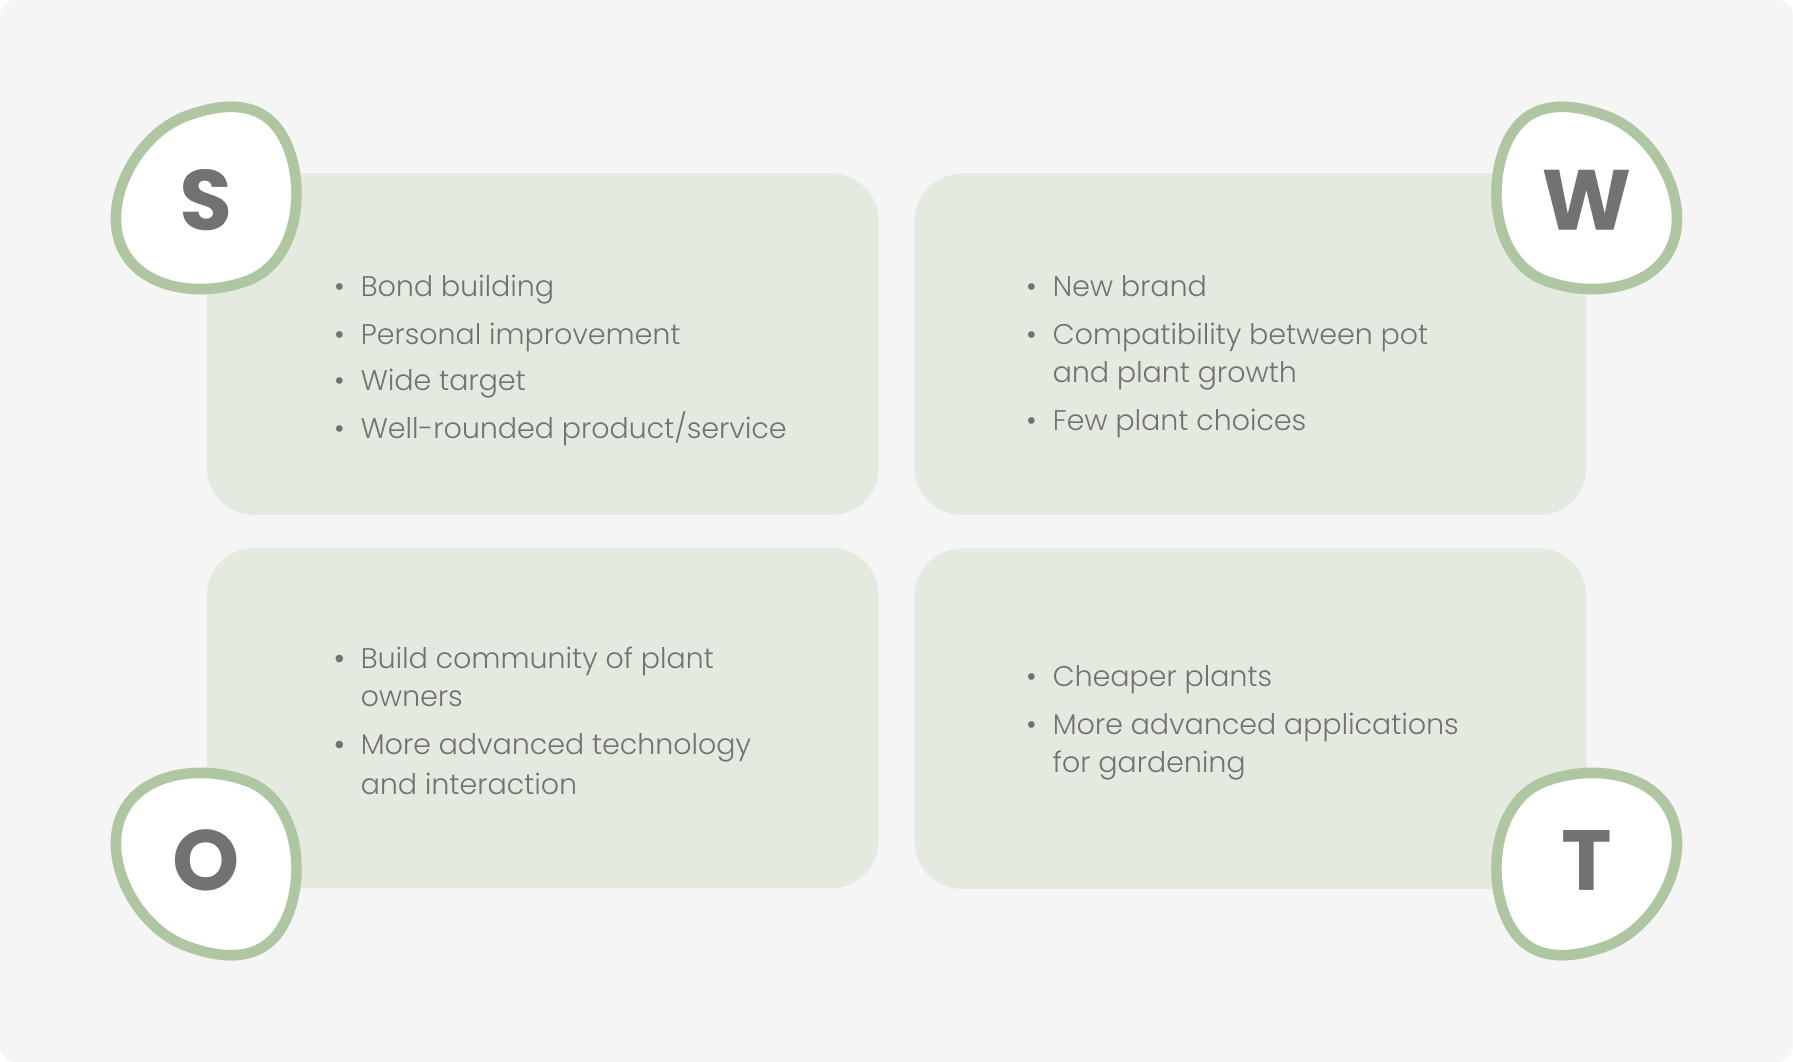 S
• Bond building
• Personal improvement
• Wide target
• Well-rounded product/service
W
• New brand
• Compatibility between pot
and plant growth
• Few plant choices
O
• Build community of plant
owners
• More advanced technology
and interaction
T
• Cheaper plants
• More advanced applications
for gardening